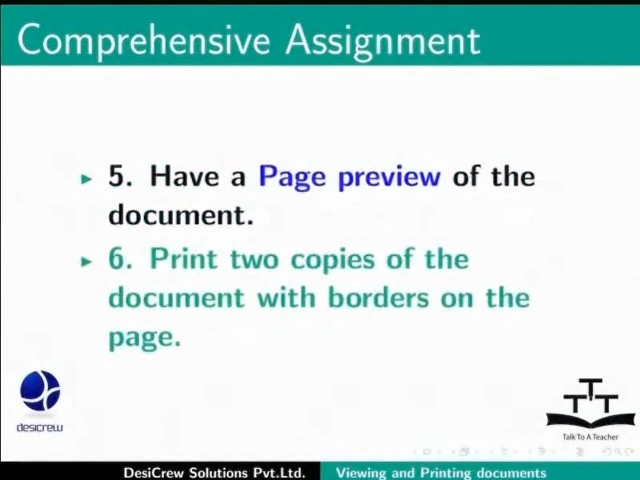 Comprehensive Assignment
5. Have a Page preview of the
document.
6. Print two copies of the
document with borders on the
page.
desicrew
T T T
Talk To A Teacher
DesiCrew Solutions Pvt.Ltd.
Viewing and Printing documents